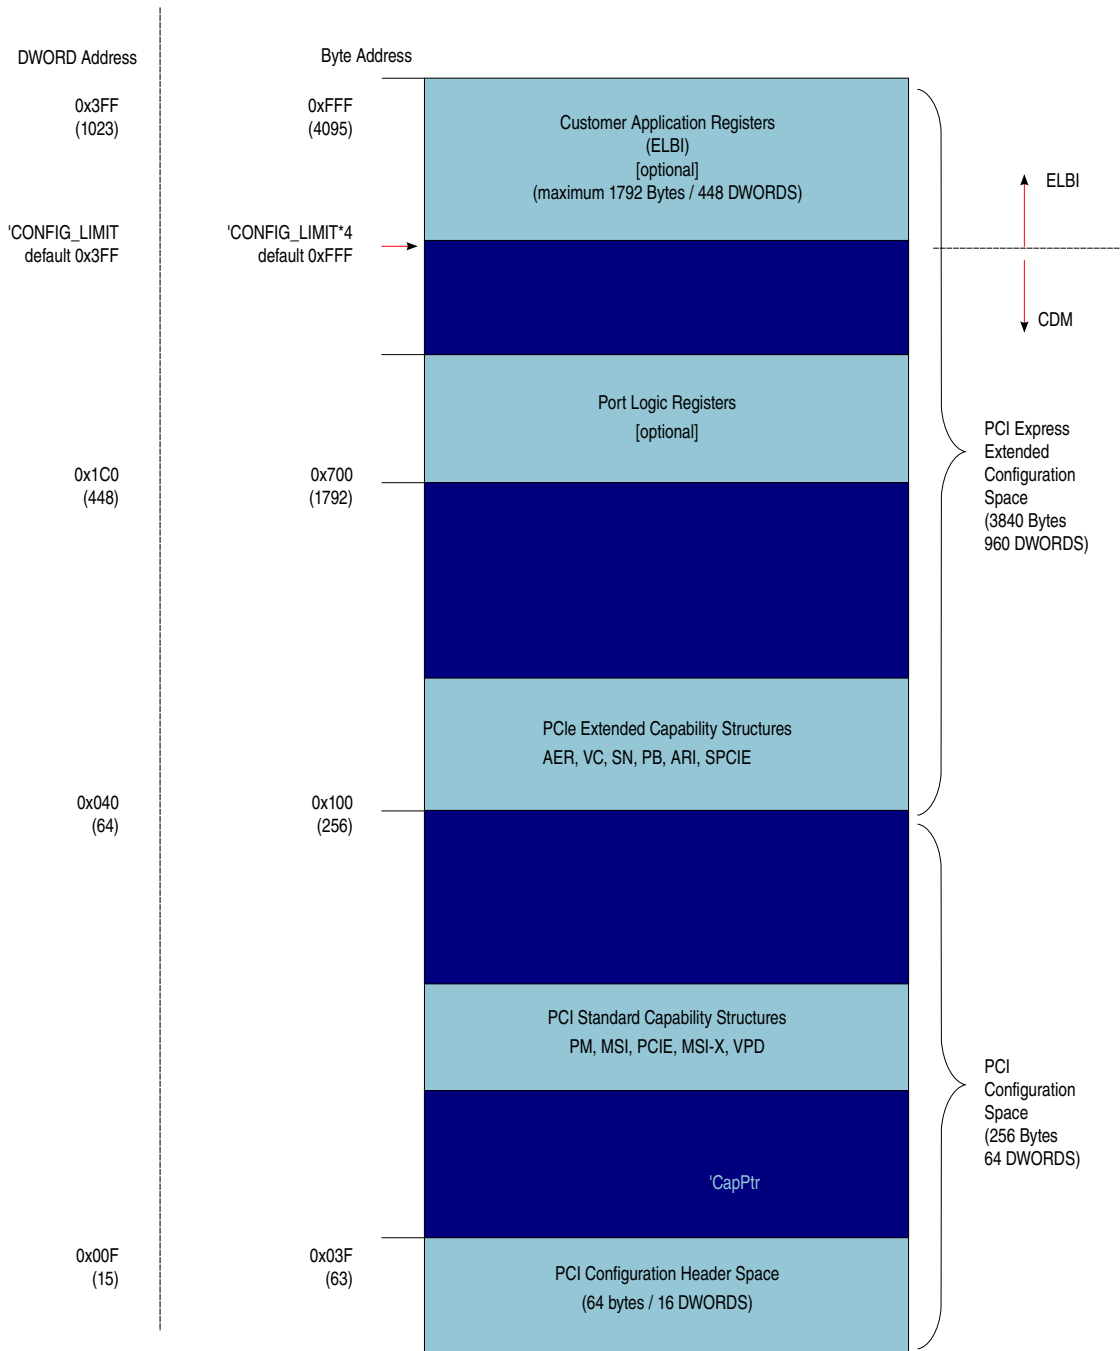 DWORD Address
Byte Address
0x3FF
(1023)
0xFFF
(4095)
Customer Application Registers
(ELBI)
[optional]
(maximum 1792 Bytes / 448 DWORDS)
ELBI
'CONFIG_LIMIT
default 0x3FF
'CONFIG_LIMIT*4
default 0xFFF
CDM
Port Logic Registers
[optional]
PCI Express
Extended
Configuration
Space
(3840 Bytes
960 DWORDS)
0x1C0
(448)
0x700
(1792)
PCIe Extended Capability Structures
AER, VC, SN, PB, ARI, SPCIE
0x040
(64)
0x100
(256)
PCI Standard Capability Structures
PM, MSI, PCIE, MSI-X, VPD
PCI
Configuration
Space
(256 Bytes
64 DWORDS)
'CapPtr
0x00F
(15)
0x03F
(63)
PCI Configuration Header Space
(64 bytes / 16 DWORDS)